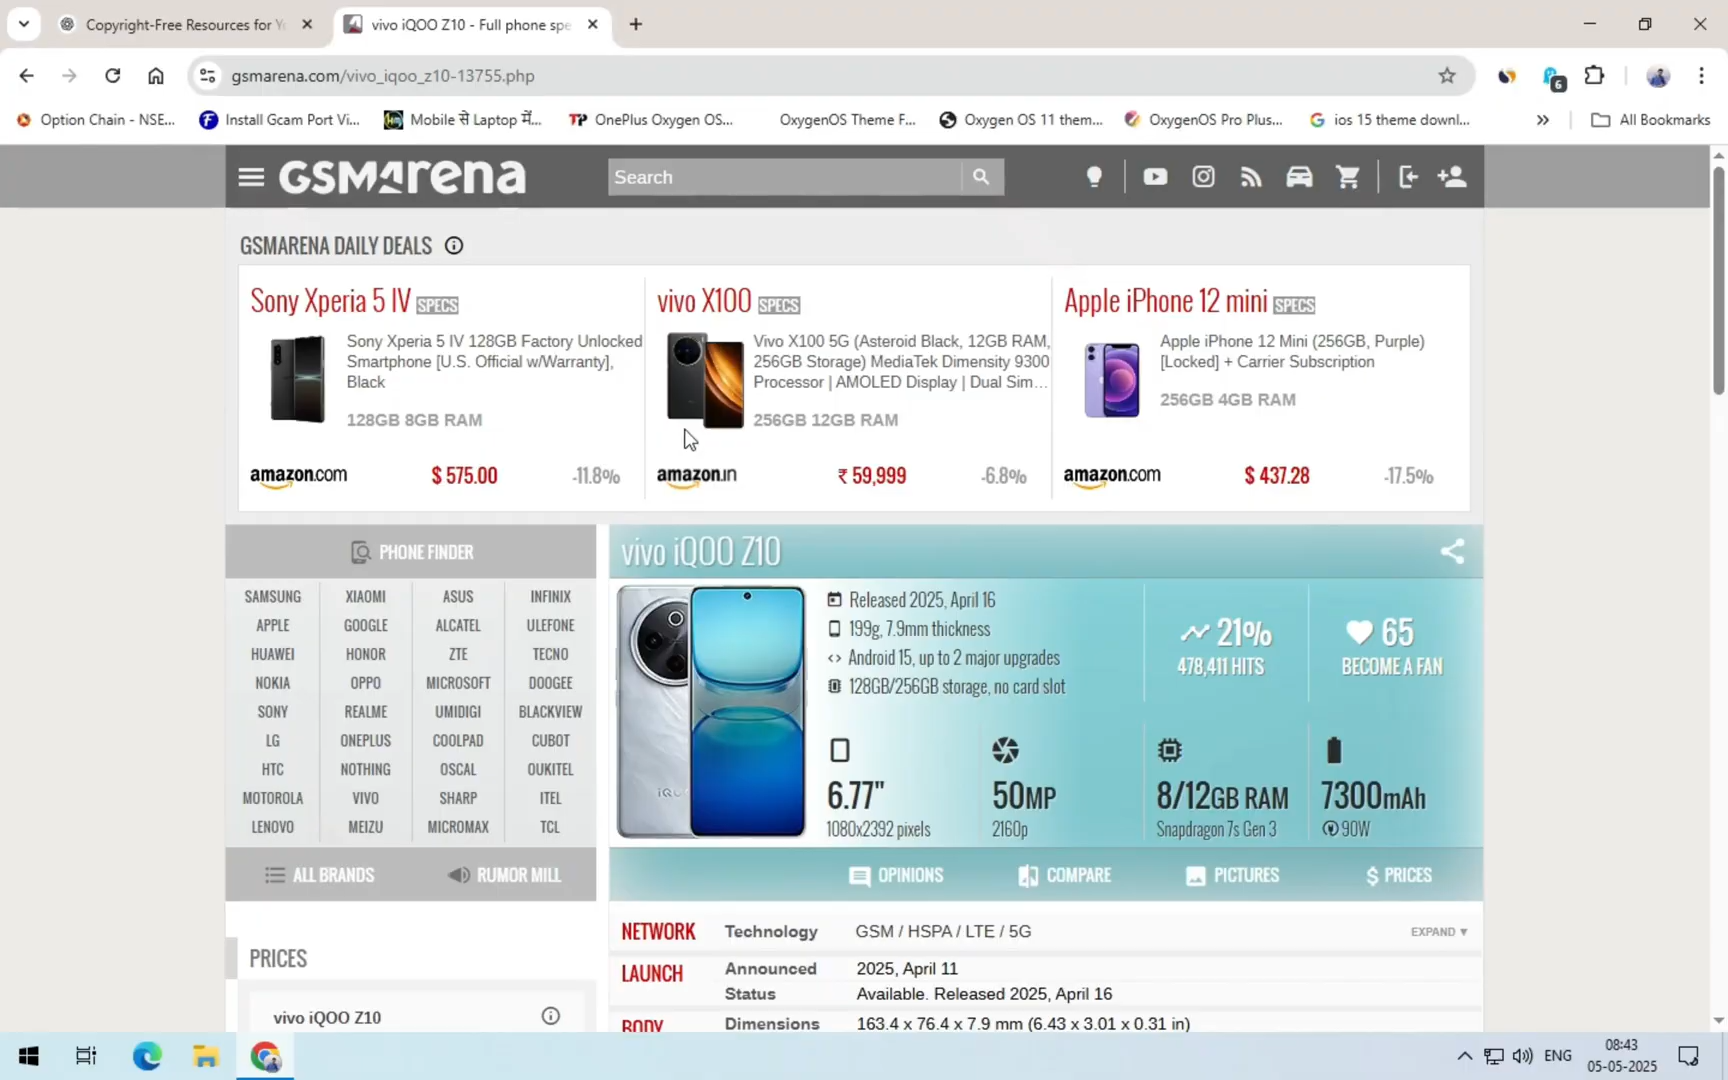 Copyright-Free Resources for Y
vivo iQOO Z10 - Full phone spe
gsmarena.com/vivo_iqoo_z10-13755.php
6
Option Chain - NSE...
Install Gcam Port Vi...
Mobile से Laptop में...
OnePlus Oxygen OS...
OxygenOS Theme F...
Oxygen OS 11 them...
OxygenOS Pro Plus...
ios 15 theme downl...
All Bookmarks
GSMArena
Search
GSMARENA DAILY DEALS
Sony Xperia 5 IV SPECS
Sony Xperia 5 IV 128GB Factory Unlocked
Smartphone [U.S. Official w/Warranty],
Black
128GB 8GB RAM
amazon.com $ 575.00 -11.8%
vivo X100 SPECS
Vivo X100 5G (Asteroid Black, 12GB RAM,
256GB Storage) MediaTek Dimensity 9300
Processor | AMOLED Display | Dual Sim...
256GB 12GB RAM
amazon.in ₹ 59,999 -6.8%
Apple iPhone 12 mini SPECS
Apple iPhone 12 Mini (256GB, Purple)
[Locked] + Carrier Subscription
256GB 4GB RAM
amazon.com $ 437.28 -17.5%
PHONE FINDER
SAMSUNG XIAOMI ASUS INFINIX
APPLE GOOGLE ALCATEL ULEFONE
HUAWEI HONOR ZTE TECNO
NOKIA OPPO MICROSOFT DOOGEE
SONY REALME UMIDIGI BLACKVIEW
LG ONEPLUS COOLPAD CUBOT
HTC NOTHING OSCAL OUKITEL
MOTOROLA VIVO SHARP ITEL
LENOVO MEIZU MICROMAX TCL
ALL BRANDS RUMOR MILL
PRICES
vivo iQOO Z10
vivo iQOO Z10
Released 2025, April 16
199g, 7.9mm thickness
Android 15, up to 2 major upgrades
128GB/256GB storage, no card slot
21%
478,411 HITS
65
BECOME A FAN
6.77"
1080x2392 pixels
50MP
2160p
8/12GB RAM
Snapdragon 7s Gen 3
7300mAh
90W
OPINIONS COMPARE PICTURES PRICES
NETWORK Technology GSM / HSPA / LTE / 5G EXPAND ▼
LAUNCH Announced 2025, April 11
Status Available. Released 2025, April 16
BODY Dimensions 163.4 x 76.4 x 7.9 mm (6.43 x 3.01 x 0.31 in)
ENG
08:43
05-05-2025